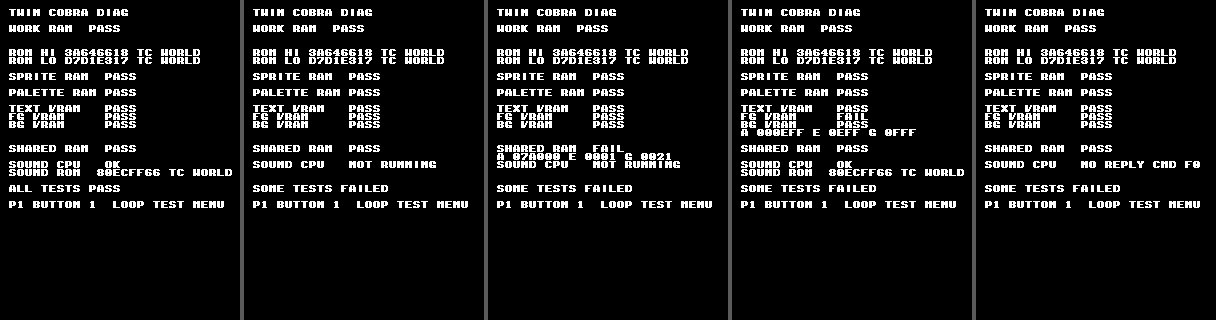 TWIN COBRA DIAG
WORK RAM PASS
ROM HI 3A646618 TC WORLD
ROM LO D7D1E317 TC WORLD
SPRITE RAM PASS
PALETTE RAM PASS
TEXT VRAM PASS
FG VRAM PASS
BG VRAM PASS
SHARED RAM PASS
SOUND CPU OK
SOUND ROM 80ECFF66 TC WORLD
ALL TESTS PASS
P1 BUTTON 1 LOOP TEST MENU
TWIN COBRA DIAG
WORK RAM PASS
ROM HI 3A646618 TC WORLD
ROM LO D7D1E317 TC WORLD
SPRITE RAM PASS
PALETTE RAM PASS
TEXT VRAM PASS
FG VRAM PASS
BG VRAM PASS
SHARED RAM PASS
SOUND CPU NOT RUNNING
SOME TESTS FAILED
P1 BUTTON 1 LOOP TEST MENU
TWIN COBRA DIAG
WORK RAM PASS
ROM HI 3A646618 TC WORLD
ROM LO D7D1E317 TC WORLD
SPRITE RAM PASS
PALETTE RAM PASS
TEXT VRAM PASS
FG VRAM PASS
BG VRAM PASS
SHARED RAM FAIL
A 07A000 E 0001 G 0021
SOUND CPU NOT RUNNING
SOME TESTS FAILED
P1 BUTTON 1 LOOP TEST MENU
TWIN COBRA DIAG
WORK RAM PASS
ROM HI 3A646618 TC WORLD
ROM LO D7D1E317 TC WORLD
SPRITE RAM PASS
PALETTE RAM PASS
TEXT VRAM PASS
FG VRAM FAIL
BG VRAM PASS
A 000EFF E 0EFF G 0FFF
SHARED RAM PASS
SOUND CPU OK
SOUND ROM 80ECFF66 TC WORLD
SOME TESTS FAILED
P1 BUTTON 1 LOOP TEST MENU
TWIN COBRA DIAG
WORK RAM PASS
ROM HI 3A646618 TC WORLD
ROM LO D7D1E317 TC WORLD
SPRITE RAM PASS
PALETTE RAM PASS
TEXT VRAM PASS
FG VRAM PASS
BG VRAM PASS
SHARED RAM PASS
SOUND CPU NO REPLY CMD F0
SOME TESTS FAILED
P1 BUTTON 1 LOOP TEST MENU